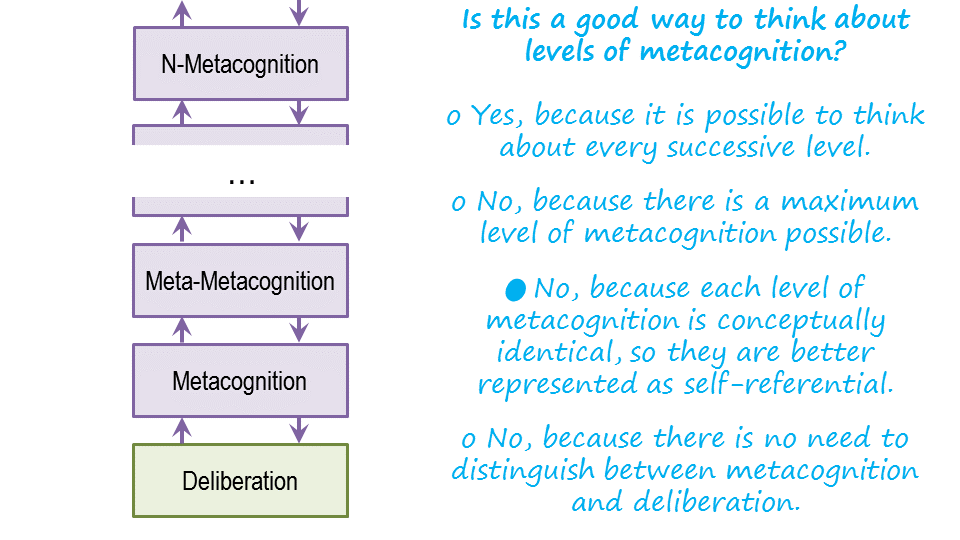 N-Metacognition
...
Meta-Metacognition
Metacognition
Deliberation
Is this a good way to think about
levels of metacognition?
o Yes, because it is possible to think
about every successive level.
o No, because there is a maximum
level of metacognition possible.
● No, because each level of
metacognition is conceptually
identical, so they are better
represented as self-referential.
o No, because there is no need to
distinguish between metacognition
and deliberation.